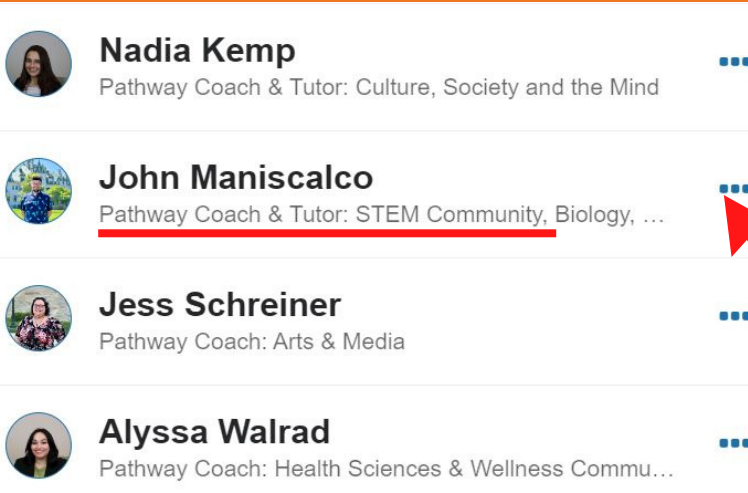 Nadia Kemp
Pathway Coach & Tutor: Culture, Society and the Mind
John Maniscalco
Pathway Coach & Tutor: STEM Community, Biology, ...
Jess Schreiner
Pathway Coach: Arts & Media
Alyssa Walrad
Pathway Coach: Health Sciences & Wellness Commu...